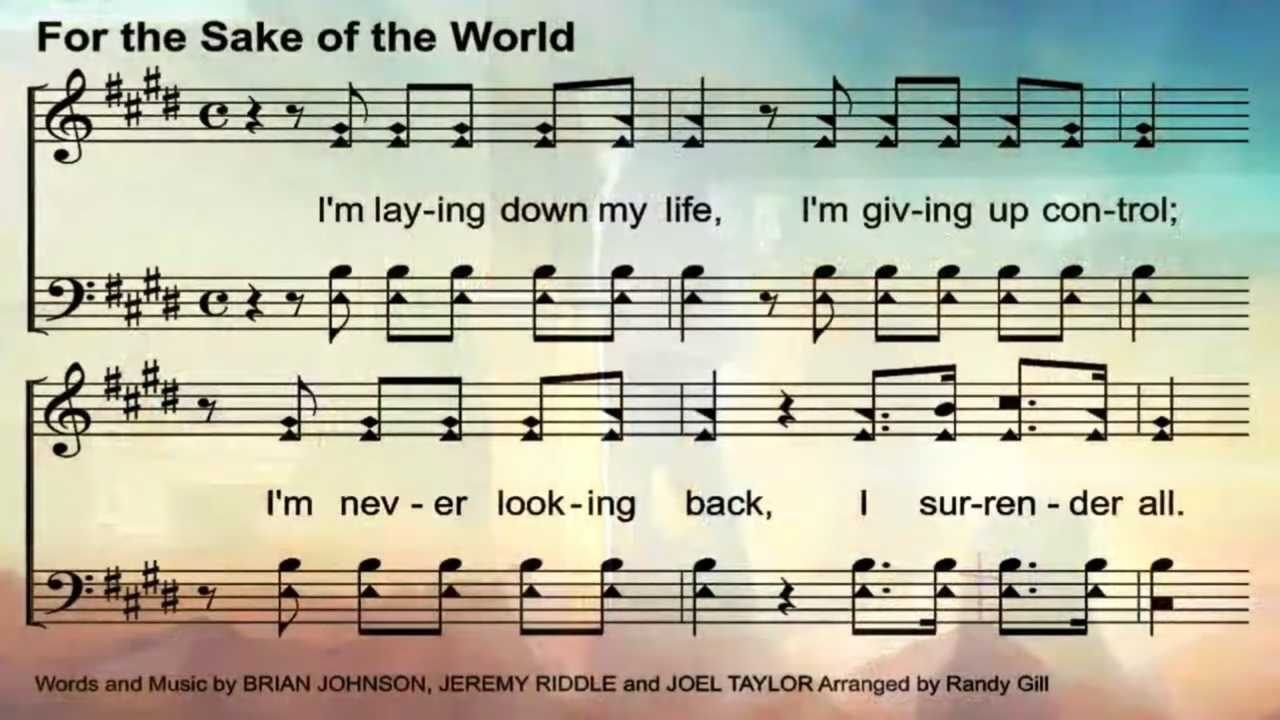 For the Sake of the World
I'm lay-ing down my life, I'm giv-ing up con-trol;
I'm nev - er look-ing back, I sur-ren - der all.
Words and Music by BRIAN JOHNSON, JEREMY RIDDLE and JOEL TAYLOR Arranged by Randy Gill